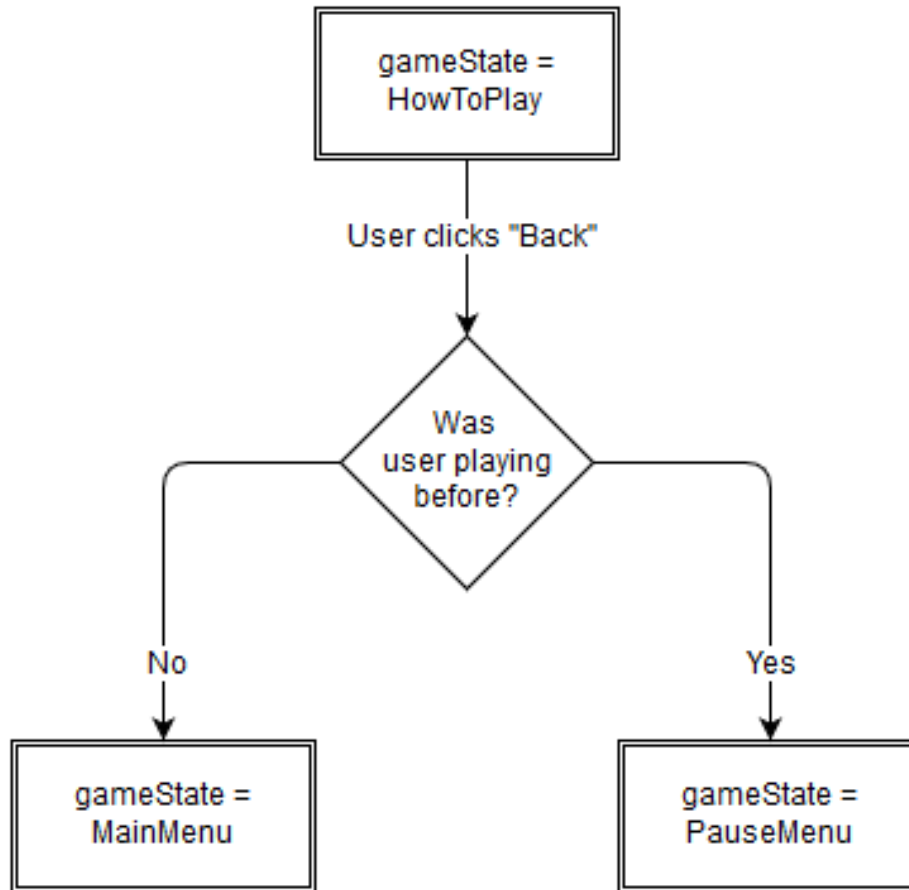 gameState =
HowToPlay
User clicks "Back"
Was
user playing
before?
No
Yes
gameState =
MainMenu
gameState =
PauseMenu